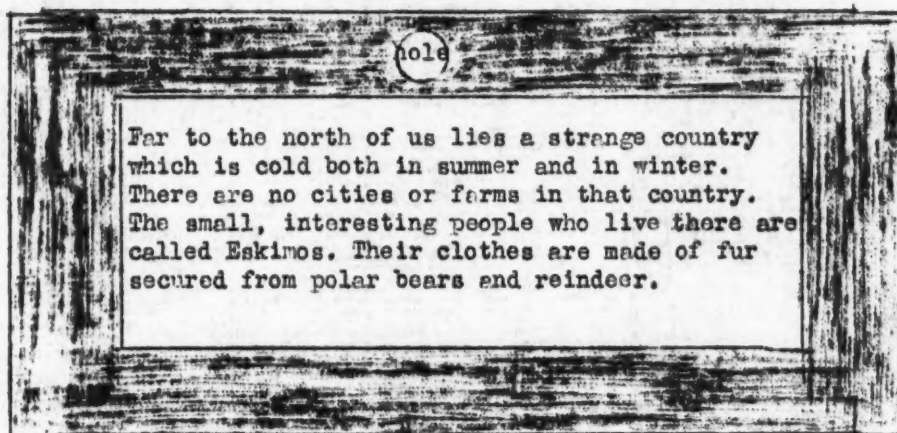 hole
Far to the north of us lies a strange country
which is cold both in summer and in winter.
There are no cities or farms in that country.
The small, interesting people who live there are
called Eskimos. Their clothes are made of fur
secured from polar bears and reindeer.